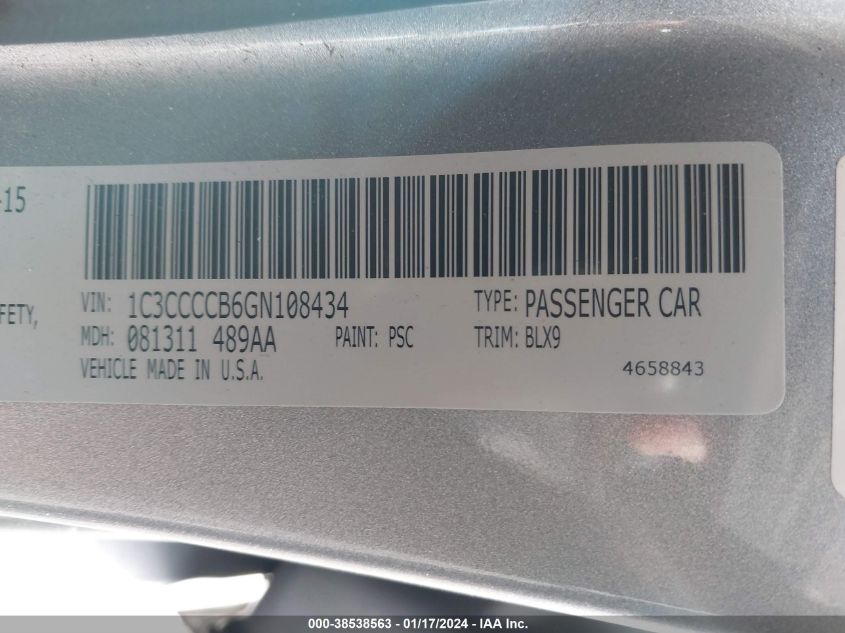 -15
FETY,
VIN: 1C3CCCCB6GN108434 TYPE: PASSENGER CAR
MDH: 081311 489AA PAINT: PSC TRIM: BLX9
VEHICLE MADE IN U.S.A. 4658843
000-38538563 - 01/17/2024 - IAA Inc.